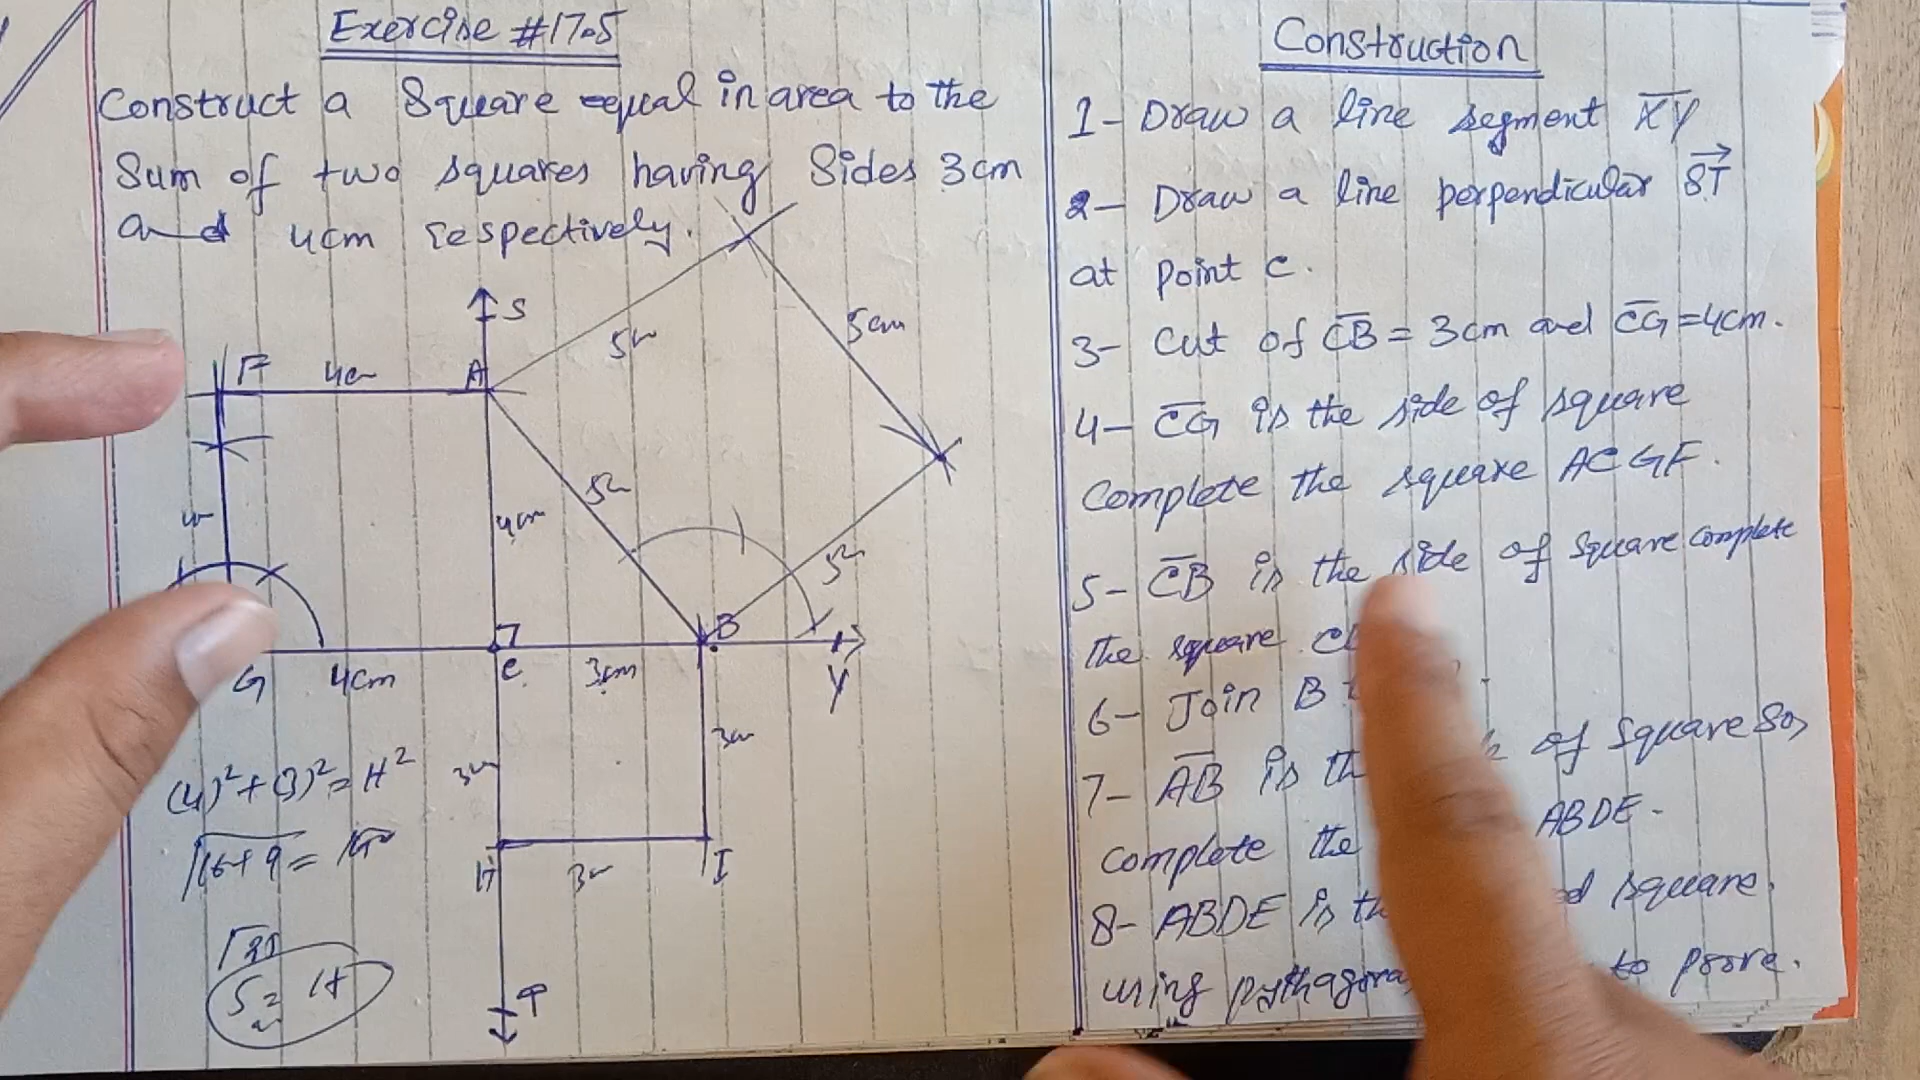 Exercise #17.5
Construct a Square equal in area to the
Sum of two squares having Sides 3cm
and 4cm respectively.
S
F 4cm A
5cm
5cm
5cm
4cm
5cm
B
G 4cm C 3cm Y
3cm
3cm
H 3cm I
T
(4)²+(3)²=H²
√16+9=
5 = H
Construction
1- Draw a line segment XY
2- Draw a line perpendicular ST
at point C.
3- Cut of CB = 3cm and CG=4cm.
4- CG is the side of square
Complete the square ACGF.
5- CB is the side of Square complete
the square
6- Join B
7- AB is of Square So,
complete the ABDE.
8- ABDE is square.
using to prove.